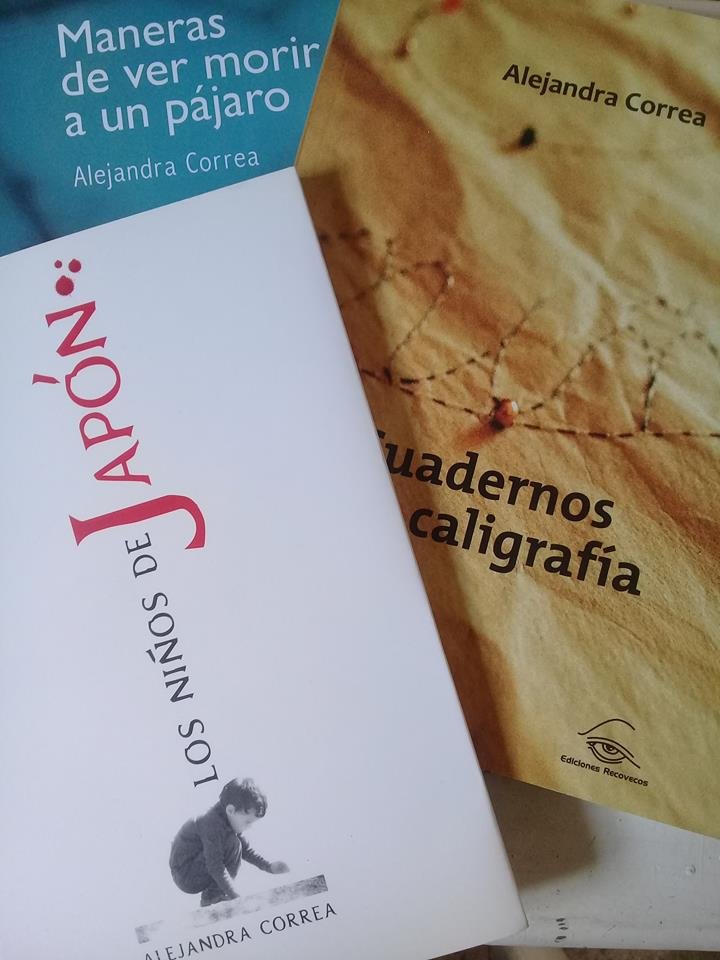 Maneras
de ver morir
a un pájaro
Alejandra Correa
Alejandra Correa
Cuadernos
caligrafía
Ediciones Recovecos
LOS NIÑOS DE JAPÓN
ALEJANDRA CORREA